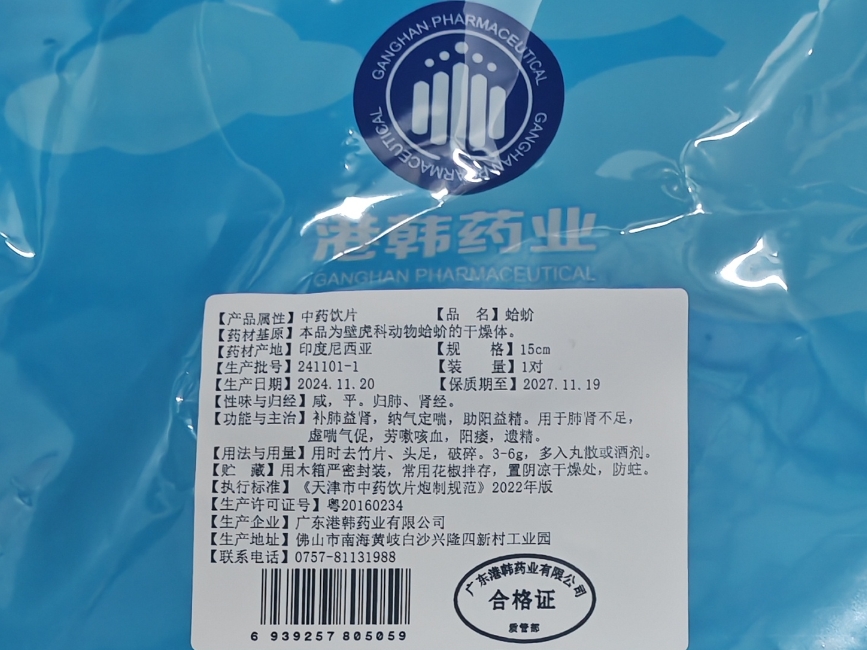 GANGHAN PHARMACEUTICAL
GANGHAN PHARMACEUTICAL
港韩药业
GANGHAN PHARMACEUTICAL
【产品属性】中药饮片 【品 名】蛤蚧
【药材基原】本品为壁虎科动物蛤蚧的干燥体。
【药材产地】印度尼西亚 【规 格】15cm
【生产批号】241101-1 【装 量】1对
【生产日期】2024.11.20 【保质期至】2027.11.19
【性味与归经】咸，平。归肺、肾经。
【功能与主治】补肺益肾，纳气定喘，助阳益精。用于肺肾不足，
虚喘气促，劳嗽咳血，阳痿，遗精。
【用法与用量】用时去竹片、头足，破碎。3-6g，多入丸散或酒剂。
【贮 藏】用木箱严密封装，常用花椒拌存，置阴凉干燥处，防蛀。
【执行标准】《天津市中药饮片炮制规范》2022年版
【生产许可证号】粤20160234
【生产企业】广东港韩药业有限公司
【生产地址】佛山市南海黄岐白沙兴隆四新村工业园
【联系电话】0757-81131988
6 939257 805059
广东港韩药业有限公司
合格证
质管部